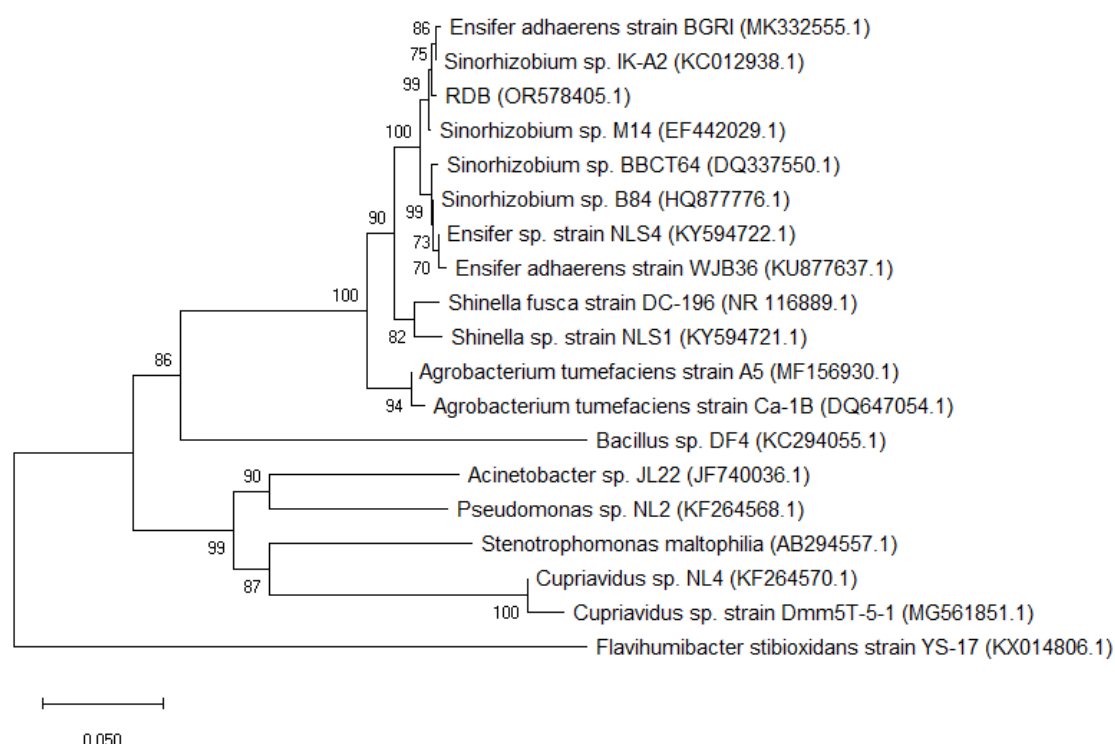 86 Ensifer adhaerens strain BGRI (MK332555.1)
75 Sinorhizobium sp. IK-A2 (KC012938.1)
99
RDB (OR578405.1)
100 Sinorhizobium sp. M14 (EF442029.1)
Sinorhizobium sp. BBCT64 (DQ337550.1)
Sinorhizobium sp. B84 (HQ877776.1)
90 99
73 Ensifer sp. strain NLS4 (KY594722.1)
70 Ensifer adhaerens strain WJB36 (KU877637.1)
100 Shinella fusca strain DC-196 (NR 116889.1)
82 Shinella sp. strain NLS1 (KY594721.1)
86 Agrobacterium tumefaciens strain A5 (MF156930.1)
94 Agrobacterium tumefaciens strain Ca-1B (DQ647054.1)
Bacillus sp. DF4 (KC294055.1)
90 Acinetobacter sp. JL22 (JF740036.1)
Pseudomonas sp. NL2 (KF264568.1)
99 Stenotrophomonas maltophilia (AB294557.1)
87 Cupriavidus sp. NL4 (KF264570.1)
100 Cupriavidus sp. strain Dmm5T-5-1 (MG561851.1)
Flavihumibacter stibioxidans strain YS-17 (KX014806.1)
0.050